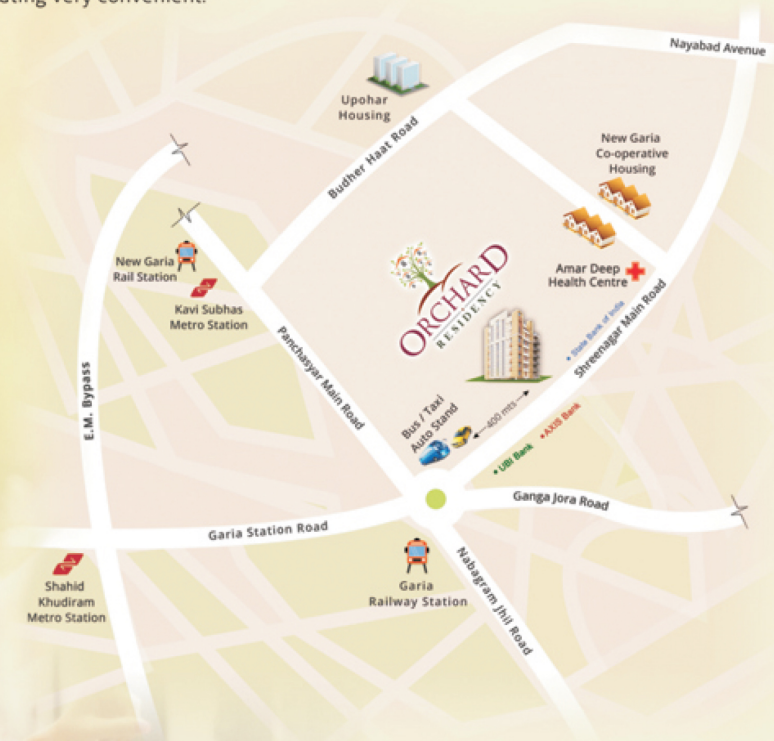 very convenient.
Nayabad Avenue
Upohar
Housing
Budher Haat Road
New Garia
Co-operative
Housing
New Garia
Rail Station
Kavi Subhas
Metro Station
ORCHARD
RESIDENCY
Amar Deep
Health Centre
State Bank of India
Shreenagar Main Road
Panchasyar Main Road
E.M. Bypass
Bus / Taxi
Auto Stand
400 mts
AXIS Bank
UBI Bank
Ganga Jora Road
Garia Station Road
Shahid
Khudiram
Metro Station
Garia
Railway Station
Nabagram Jhil Road